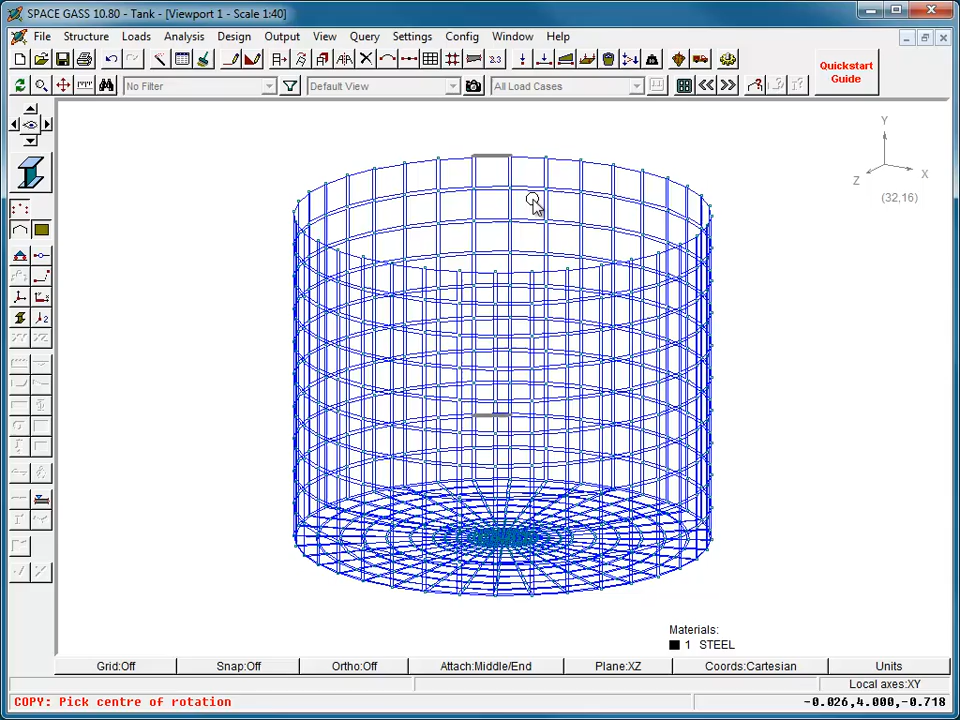 SPACE GASS 10.80 - Tank - [Viewport 1 - Scale 1:40]
File Structure Loads Analysis Design Output View Query Settings Config Window Help
2.3
Quickstart
Guide
No Filter Default View All Load Cases
Y
Z X
(32,16)
Materials:
1 STEEL
Grid:Off Snap:Off Ortho:Off Attach:Middle/End Plane:XZ Coords:Cartesian Units
Local axes:XY
COPY: Pick centre of rotation -0.026,4.000,-0.718